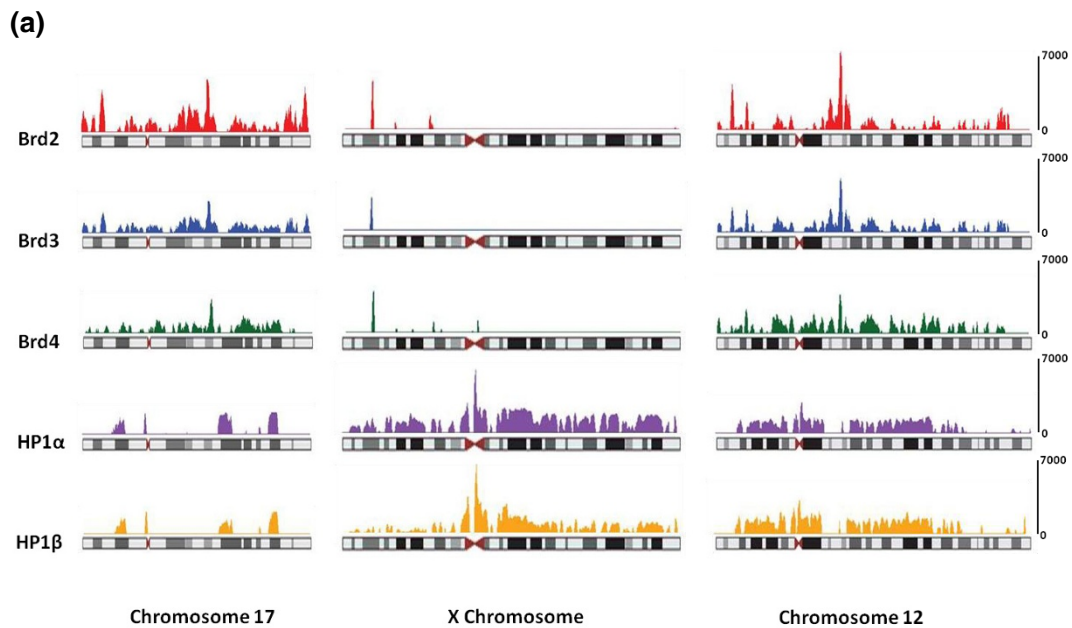 (a)
7000
Brd2
0
7000
Brd3
0
7000
Brd4
0
7000
HP1α
0
7000
HP1β
0
Chromosome 17
X Chromosome
Chromosome 12